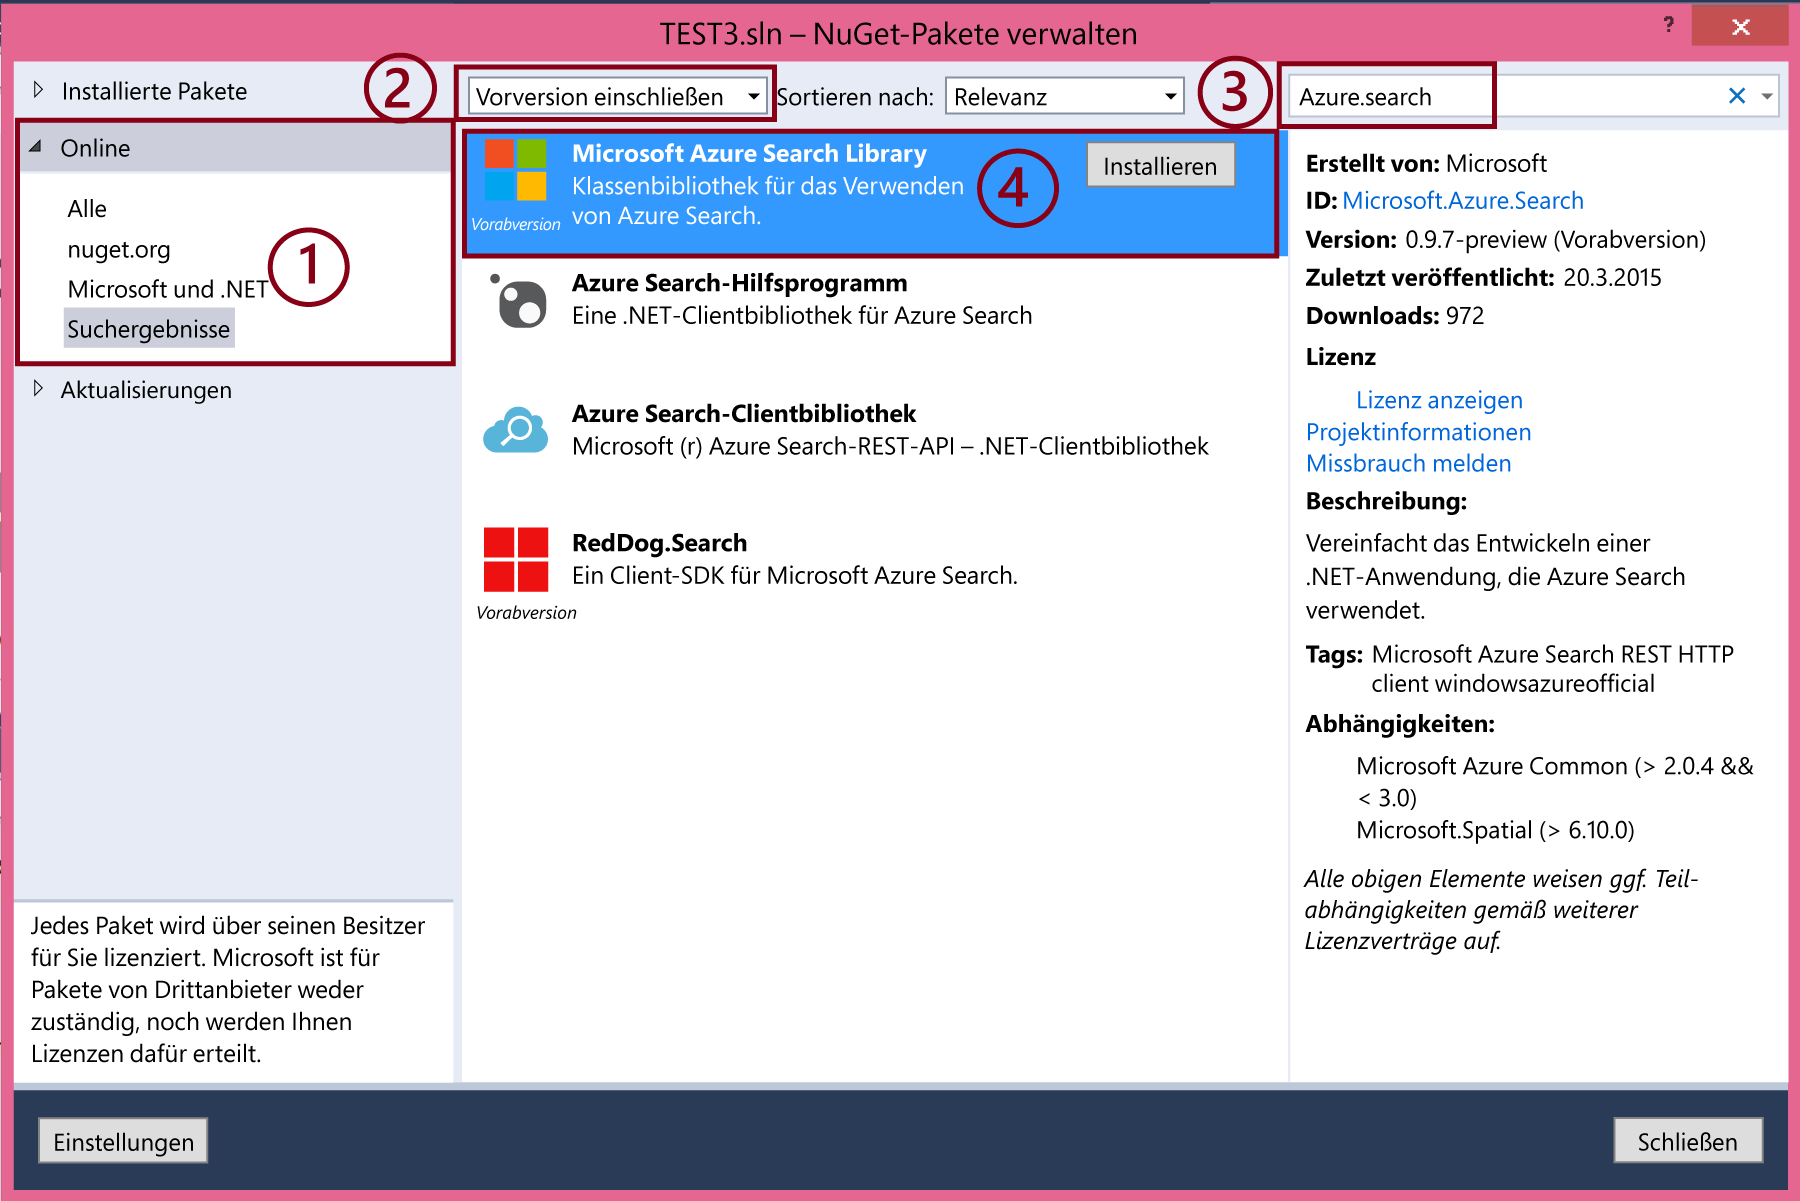 TEST3.sln – NuGet-Pakete verwalten
?
Installierte Pakete
2
Vorversion einschließen
Sortieren nach:
Relevanz
3
Azure.search
Online
Alle
nuget.org
Microsoft und .NET
Suchergebnisse
1
Aktualisierungen
Microsoft Azure Search Library
Klassenbibliothek für das Verwenden
von Azure Search.
Vorabversion
4
Installieren
Azure Search-Hilfsprogramm
Eine .NET-Clientbibliothek für Azure Search
Azure Search-Clientbibliothek
Microsoft (r) Azure Search-REST-API – .NET-Clientbibliothek
RedDog.Search
Ein Client-SDK für Microsoft Azure Search.
Vorabversion
Erstellt von: Microsoft
ID: Microsoft.Azure.Search
Version: 0.9.7-preview (Vorabversion)
Zuletzt veröffentlicht: 20.3.2015
Downloads: 972
Lizenz
Lizenz anzeigen
Projektinformationen
Missbrauch melden
Beschreibung:
Vereinfacht das Entwickeln einer
.NET-Anwendung, die Azure Search
verwendet.
Tags: Microsoft Azure Search REST HTTP
client windowsazureofficial
Abhängigkeiten:
Microsoft Azure Common (> 2.0.4 &&
< 3.0)
Microsoft.Spatial (> 6.10.0)
Alle obigen Elemente weisen ggf. Teil-
abhängigkeiten gemäß weiterer
Lizenzverträge auf.
Jedes Paket wird über seinen Besitzer
für Sie lizenziert. Microsoft ist für
Pakete von Drittanbieter weder
zuständig, noch werden Ihnen
Lizenzen dafür erteilt.
Einstellungen
Schließen